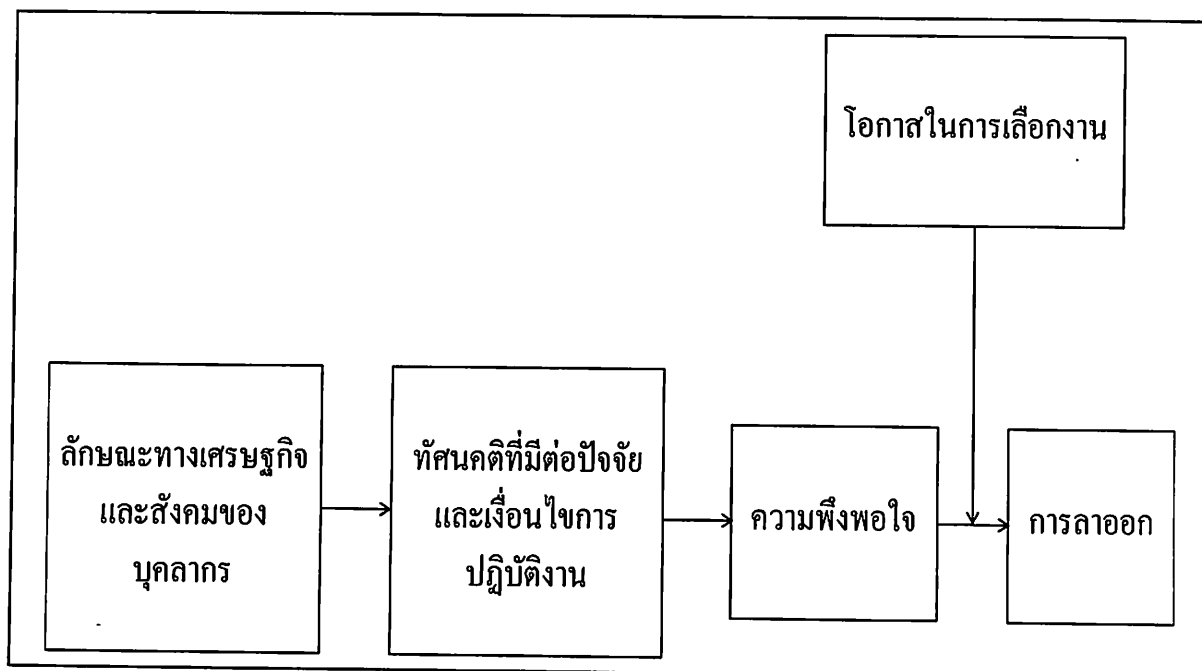 โอกาสในการเลือกงาน
ลักษณะทางเศรษฐกิจ
และสังคมของ
บุคลากร
ทัศนคติที่มีต่อปัจจัย
และเงื่อนไขการ
ปฏิบัติงาน
ความพึงพอใจ
การลาออก